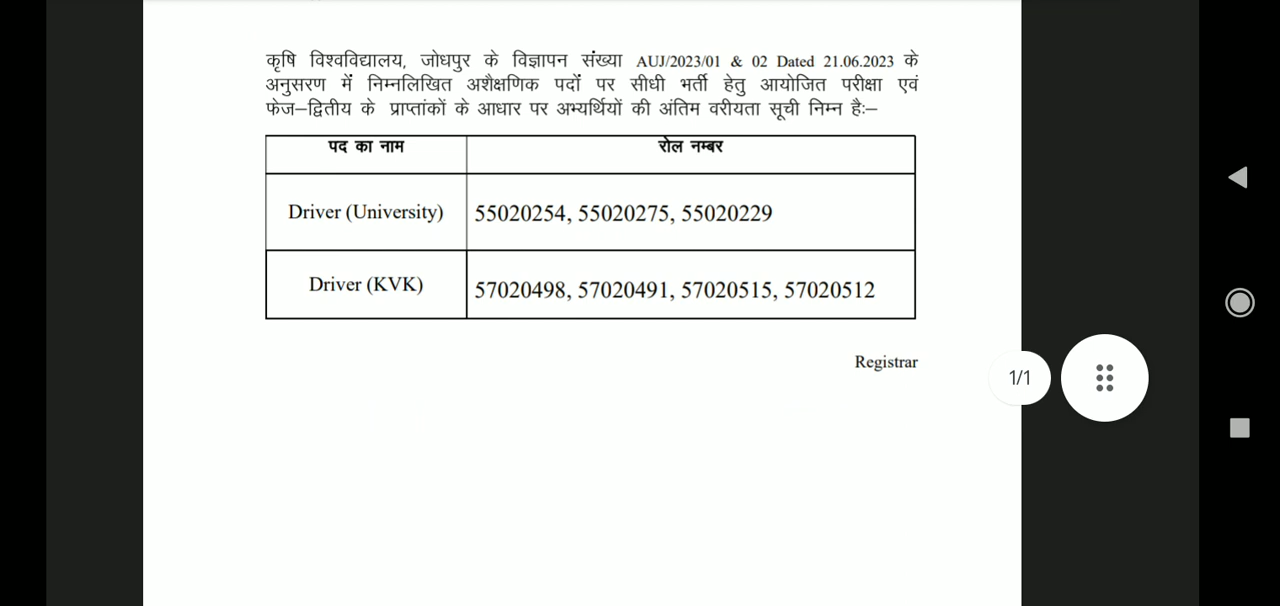 कृषि विश्वविद्यालय, जोधपुर के विज्ञापन संख्या AUJ/2023/01 & 02 Dated 21.06.2023 के
अनुसरण में निम्नलिखित अशैक्षणिक पदों पर सीधी भर्ती हेतु आयोजित परीक्षा एवं
फेज–द्वितीय के प्राप्तांकों के आधार पर अभ्यर्थियों की अंतिम वरीयता सूची निम्न हैः–
पद का नाम रोल नम्बर
Driver (University) 55020254, 55020275, 55020229
Driver (KVK) 57020498, 57020491, 57020515, 57020512
Registrar
1/1